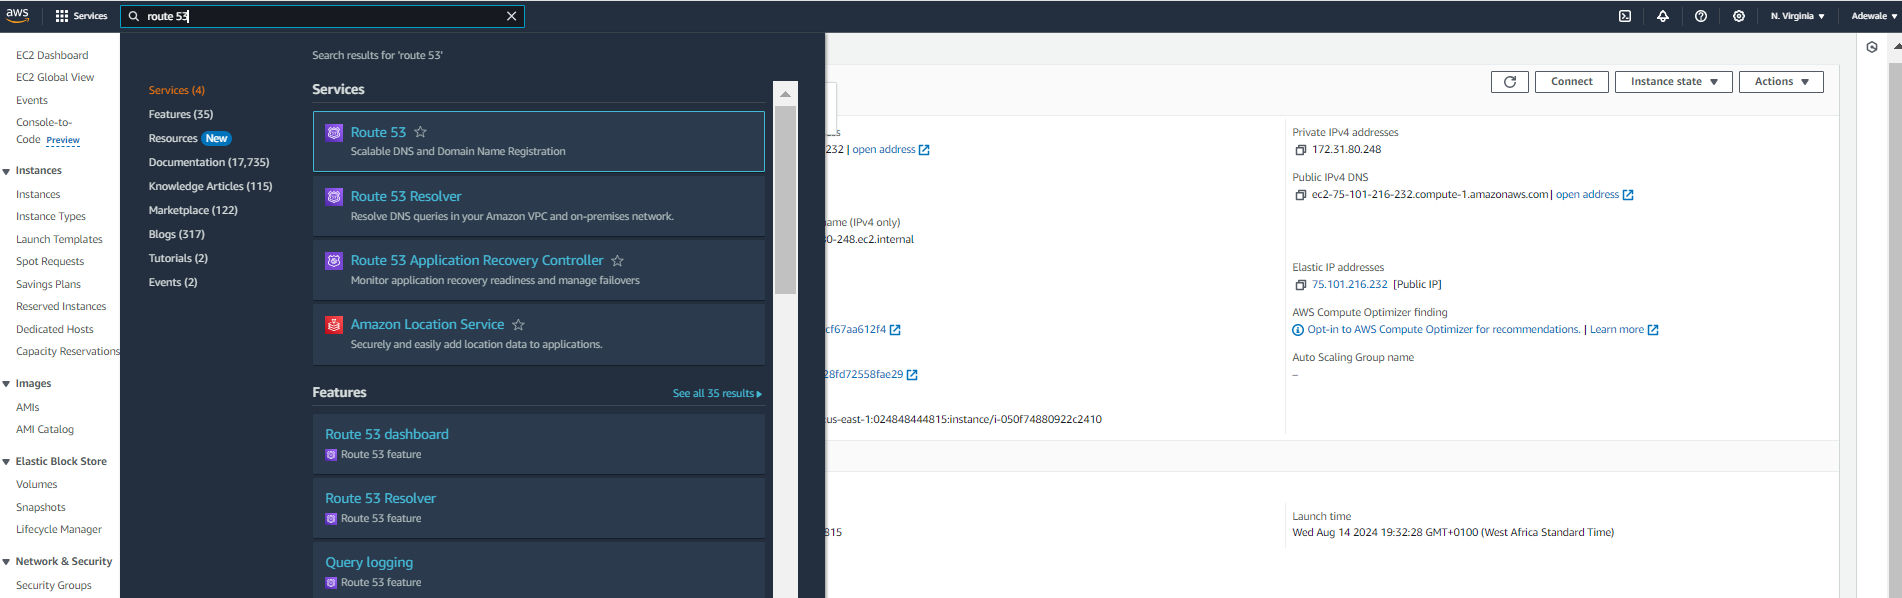 aws
Services
route 53
N. Virginia
Adewale
EC2 Dashboard
EC2 Global View
Events
Console-to-
Code Preview
Instances
Instances
Instance Types
Launch Templates
Spot Requests
Savings Plans
Reserved Instances
Dedicated Hosts
Capacity Reservations
Images
AMIs
AMI Catalog
Elastic Block Store
Volumes
Snapshots
Lifecycle Manager
Network & Security
Security Groups
Search results for 'route 53'
Services (4)
Features (35)
Resources New
Documentation (17,735)
Knowledge Articles (115)
Marketplace (122)
Blogs (317)
Tutorials (2)
Events (2)
Services
Route 53
Scalable DNS and Domain Name Registration
Route 53 Resolver
Resolve DNS queries in your Amazon VPC and on-premises network.
Route 53 Application Recovery Controller
Monitor application recovery readiness and manage failovers
Amazon Location Service
Securely and easily add location data to applications.
Features
See all 35 results
Route 53 dashboard
Route 53 feature
Route 53 Resolver
Route 53 feature
Query logging
Route 53 feature
Connect
Instance state
Actions
232 | open address
ame (IPv4 only)
0-248.ec2.internal
cf67aa612f4
28fd72558fae29
:us-east-1:024848444815:instance/i-050f74880922c2410
815
Private IPv4 addresses
172.31.80.248
Public IPv4 DNS
ec2-75-101-216-232.compute-1.amazonaws.com | open address
Elastic IP addresses
75.101.216.232 [Public IP]
AWS Compute Optimizer finding
Opt-in to AWS Compute Optimizer for recommendations. | Learn more
Auto Scaling Group name
–
Launch time
Wed Aug 14 2024 19:32:28 GMT+0100 (West Africa Standard Time)